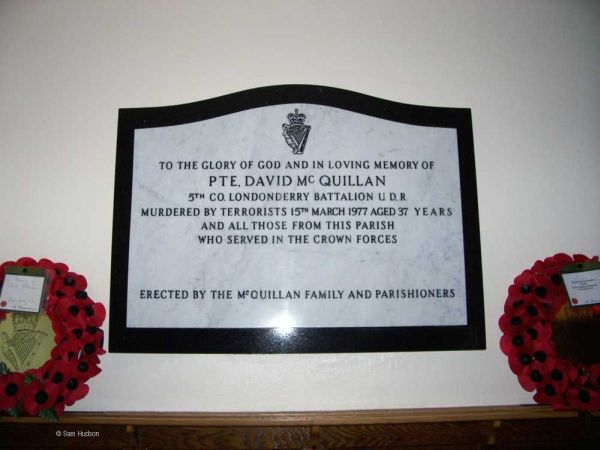 TO THE GLORY OF GOD AND IN LOVING MEMORY OF
PTE. DAVID MC QUILLAN
5TH CO. LONDONDERRY BATTALION U.D.R.
MURDERED BY TERRORISTS 15TH MARCH 1977 AGED 37 YEARS
AND ALL THOSE FROM THIS PARISH
WHO SERVED IN THE CROWN FORCES
ERECTED BY THE MCQUILLAN FAMILY AND PARISHIONERS
© Sam Hudson